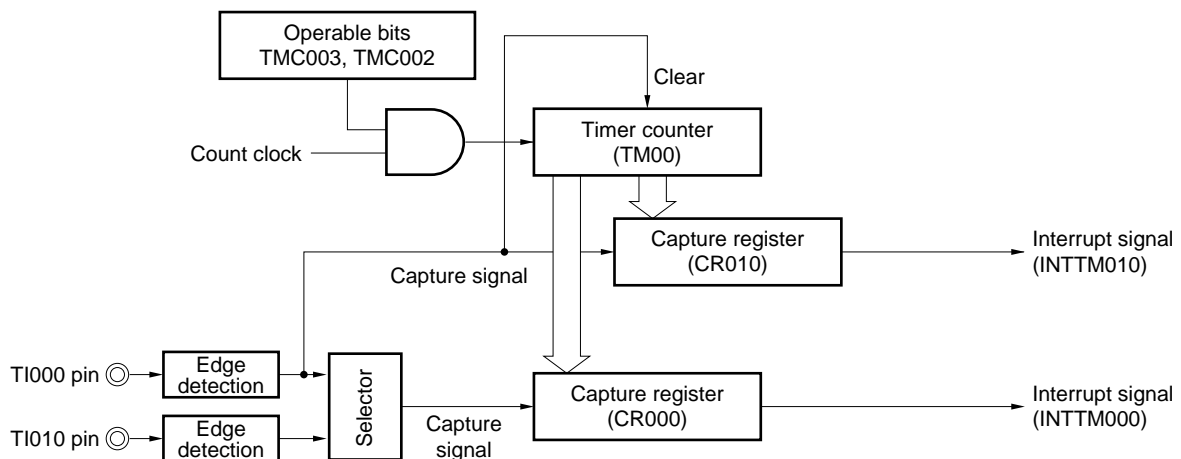 Operable bits
TMC003, TMC002
Clear
Timer counter
(TM00)
Count clock
Capture register
(CR010)
Interrupt signal
(INTTM010)
Capture signal
TI000 pin
Edge
detection
Selector
Capture register
(CR000)
Interrupt signal
(INTTM000)
TI010 pin
Edge
detection
Capture
signal